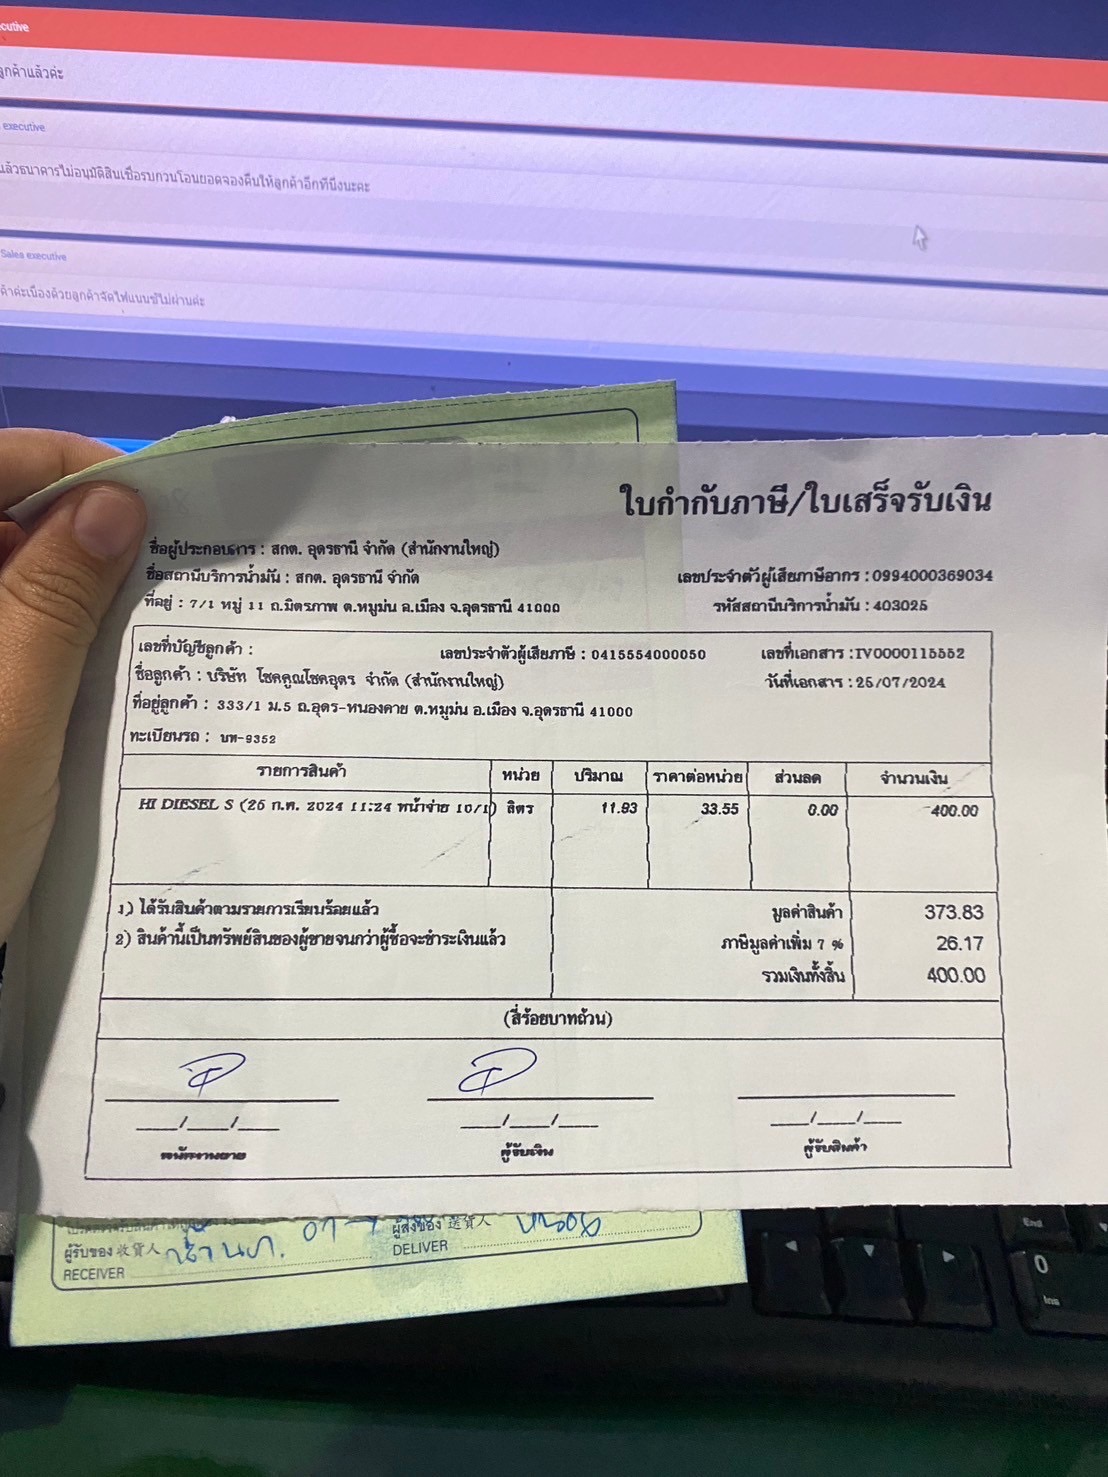 cutive
ลูกค้าแล้วค่ะ
executive
แล้วธนาคารไม่อนุมัติสินเชื่อรบกวนโอนยอดจองคืนให้ลูกค้าอีกทีนึงนะคะ
Sales executive
ค้าค่ะเนื่องด้วยลูกค้าจัดไฟแนนซ์ไม่ผ่านค่ะ
ใบกำกับภาษี/ใบเสร็จรับเงิน
ชื่อผู้ประกอบการ : สกต. อุดรธานี จำกัด (สำนักงานใหญ่)
ชื่อสถานีบริการน้ำมัน : สกต. อุดรธานี จำกัด เลขประจำตัวผู้เสียภาษีอากร : 0994000369034
ที่อยู่ : 7/1 หมู่ 11 ถ.มิตรภาพ ต.หมูม่น อ.เมือง จ.อุดรธานี 41000 รหัสสถานีบริการน้ำมัน : 403025
เลขที่บัญชีลูกค้า : เลขประจำตัวผู้เสียภาษี : 0415554000050 เลขที่เอกสาร : IV0000115552
ชื่อลูกค้า : บริษัท โชคคูณโชคอุดร จำกัด (สำนักงานใหญ่) วันที่เอกสาร : 25/07/2024
ที่อยู่ลูกค้า : 333/1 ม.5 ถ.อุดร-หนองคาย ต.หมูม่น อ.เมือง จ.อุดรธานี 41000
ทะเบียนรถ : บท-9352
รายการสินค้า หน่วย ปริมาณ ราคาต่อหน่วย ส่วนลด จำนวนเงิน
HI DIESEL S (25 ก.ค. 2024 11:24 หน้าจ่าย 10/1) ลิตร 11.93 33.55 0.00 400.00
1) ได้รับสินค้าตามรายการเรียบร้อยแล้ว มูลค่าสินค้า 373.83
2) สินค้านี้เป็นทรัพย์สินของผู้ขายจนกว่าผู้ซื้อจะชำระเงินแล้ว ภาษีมูลค่าเพิ่ม 7 % 26.17
รวมเงินทั้งสิ้น 400.00
(สี่ร้อยบาทถ้วน)
___/___/___ ___/___/___ ___/___/___
พนักงานขาย ผู้รับเงิน ผู้รับสินค้า
ผู้รับของ 收貨人 ผู้ส่งของ 送貨人
RECEIVER DELIVER
End
0
Ins